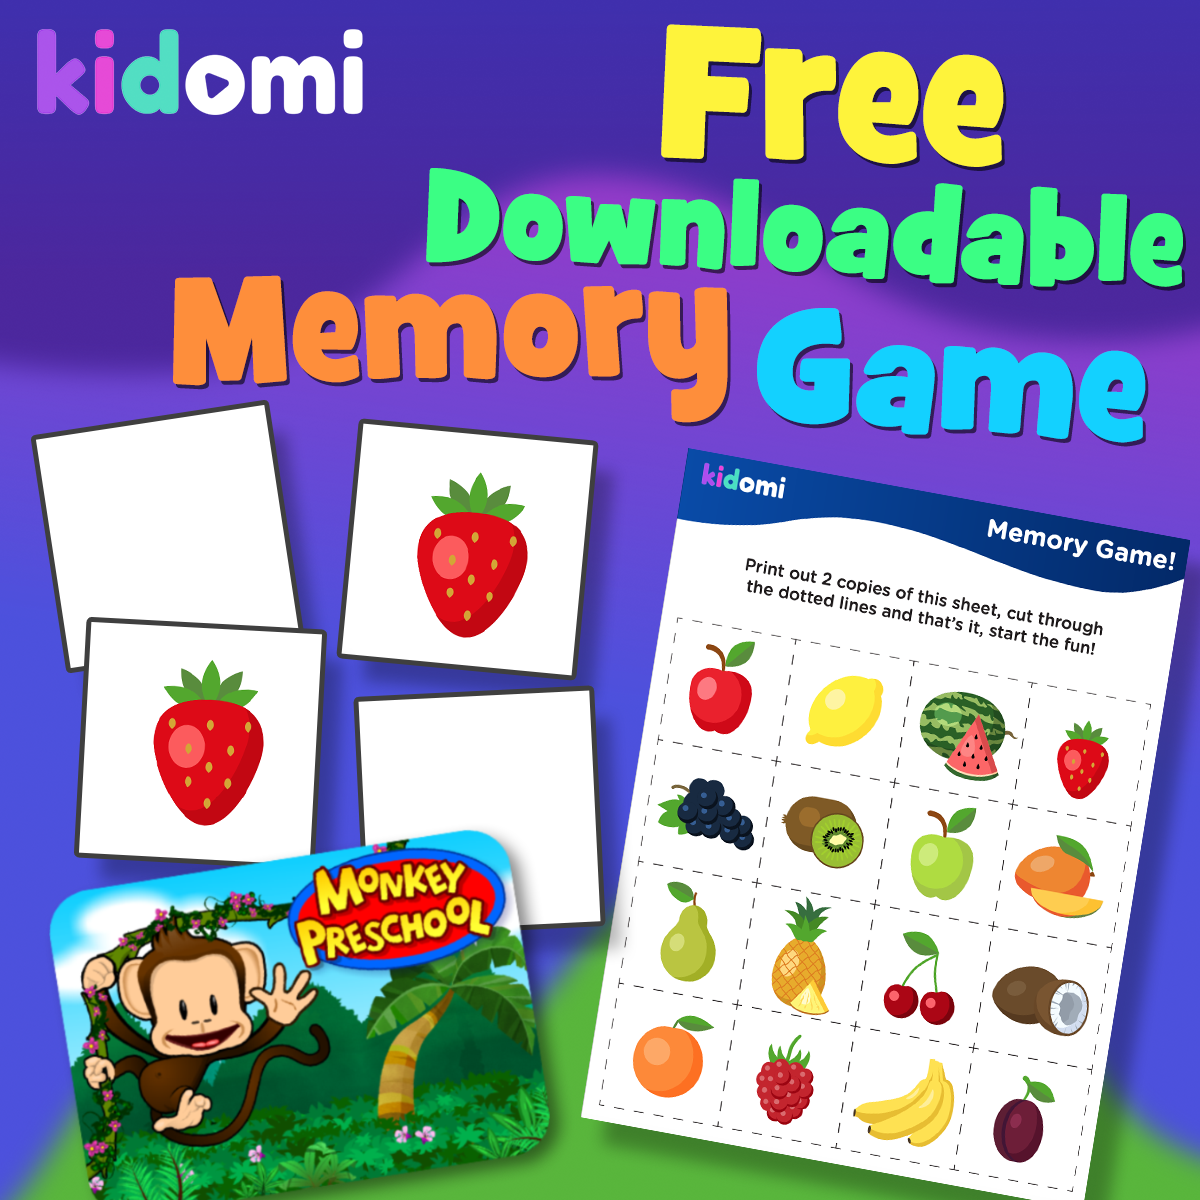 kidomi
Free
Downloadable
Memory Game
kidomi
Memory Game!
Print out 2 copies of this sheet, cut through
the dotted lines and that's it, start the fun!
MONKEY
PRESCHOOL